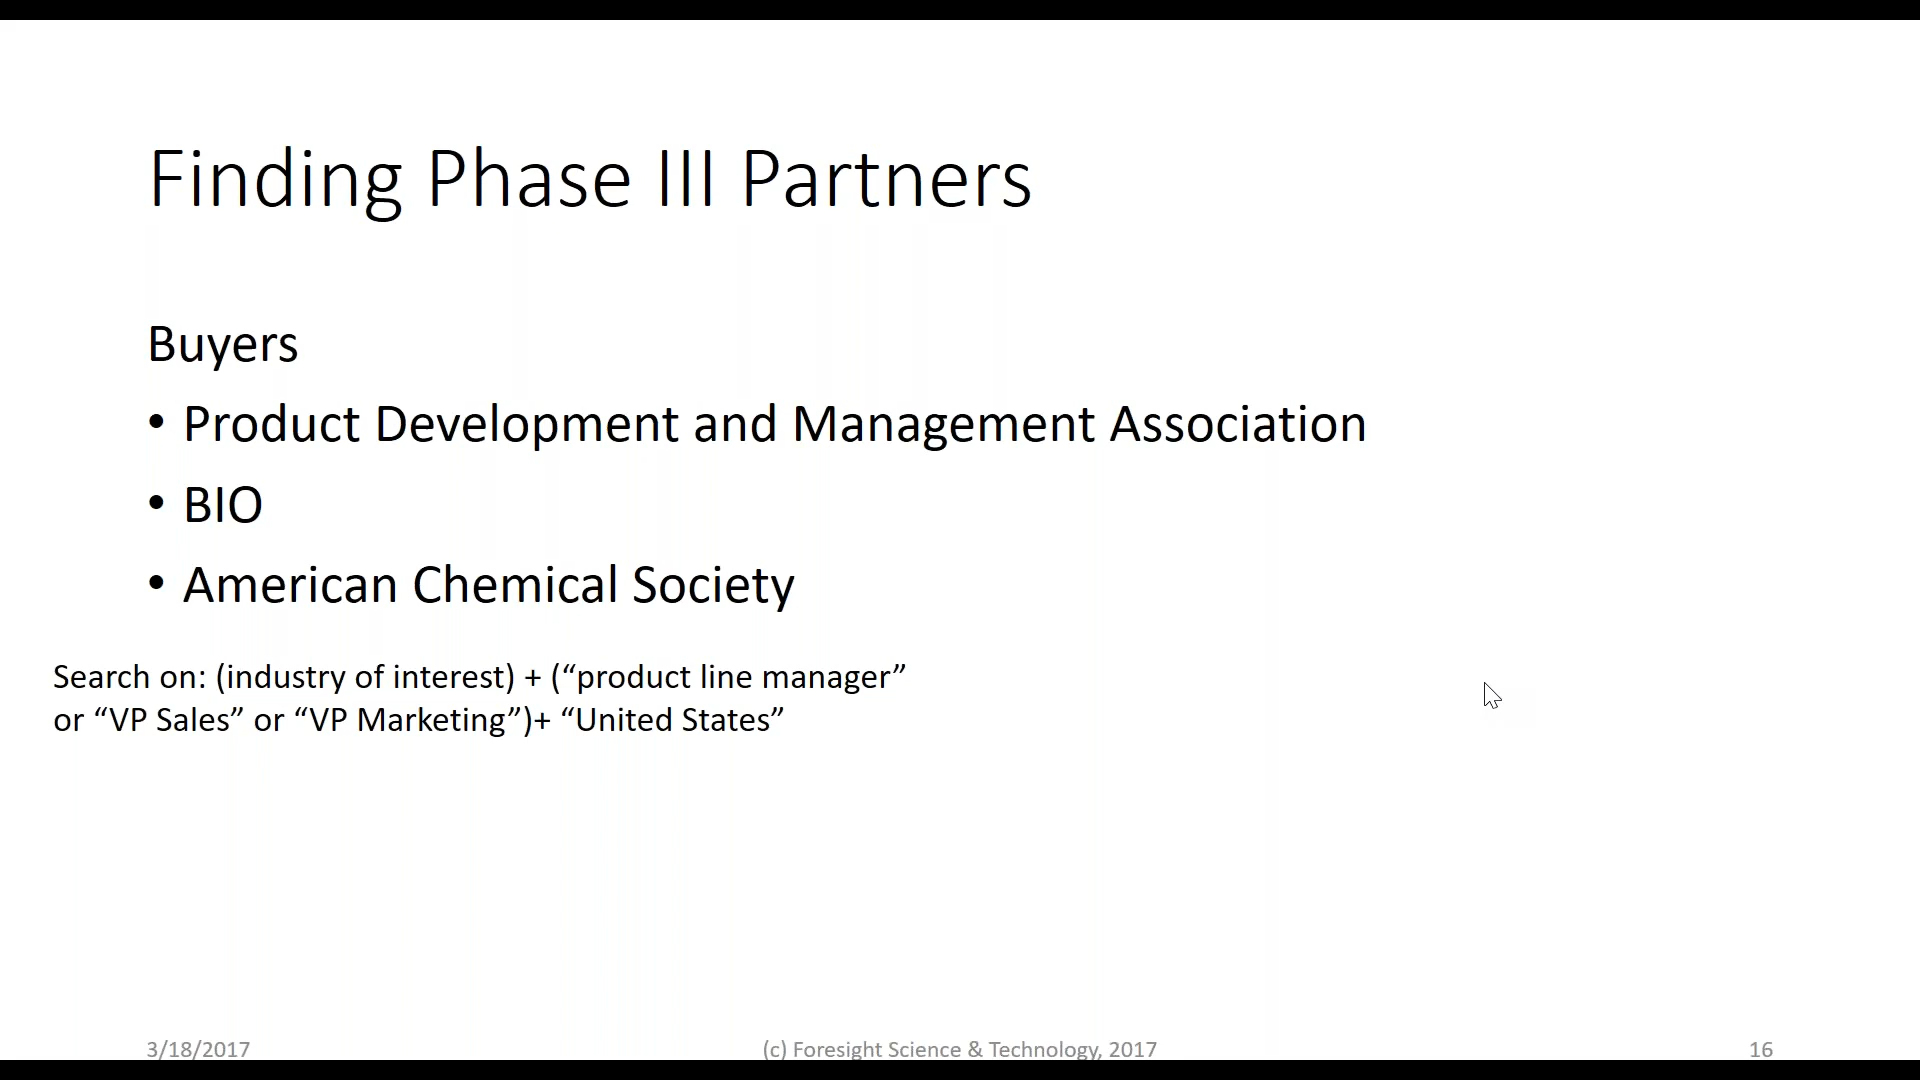 Finding Phase III Partners
Buyers
• Product Development and Management Association
• BIO
• American Chemical Society
Search on: (industry of interest) + (“product line manager”
or “VP Sales” or “VP Marketing”)+ “United States”
3/18/2017
(c) Foresight Science & Technology, 2017
16